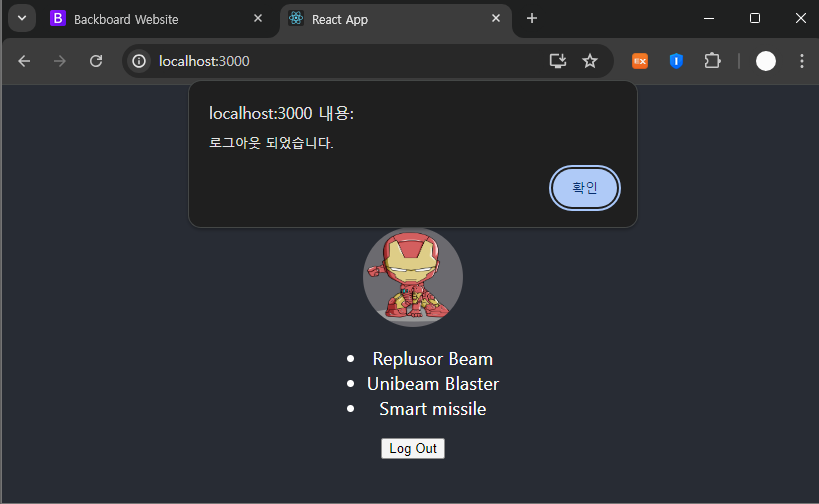 Backboard Website
React App
localhost:3000
localhost:3000 내용:
로그아웃 되었습니다.
확인
Replusor Beam
Unibeam Blaster
Smart missile
Log Out